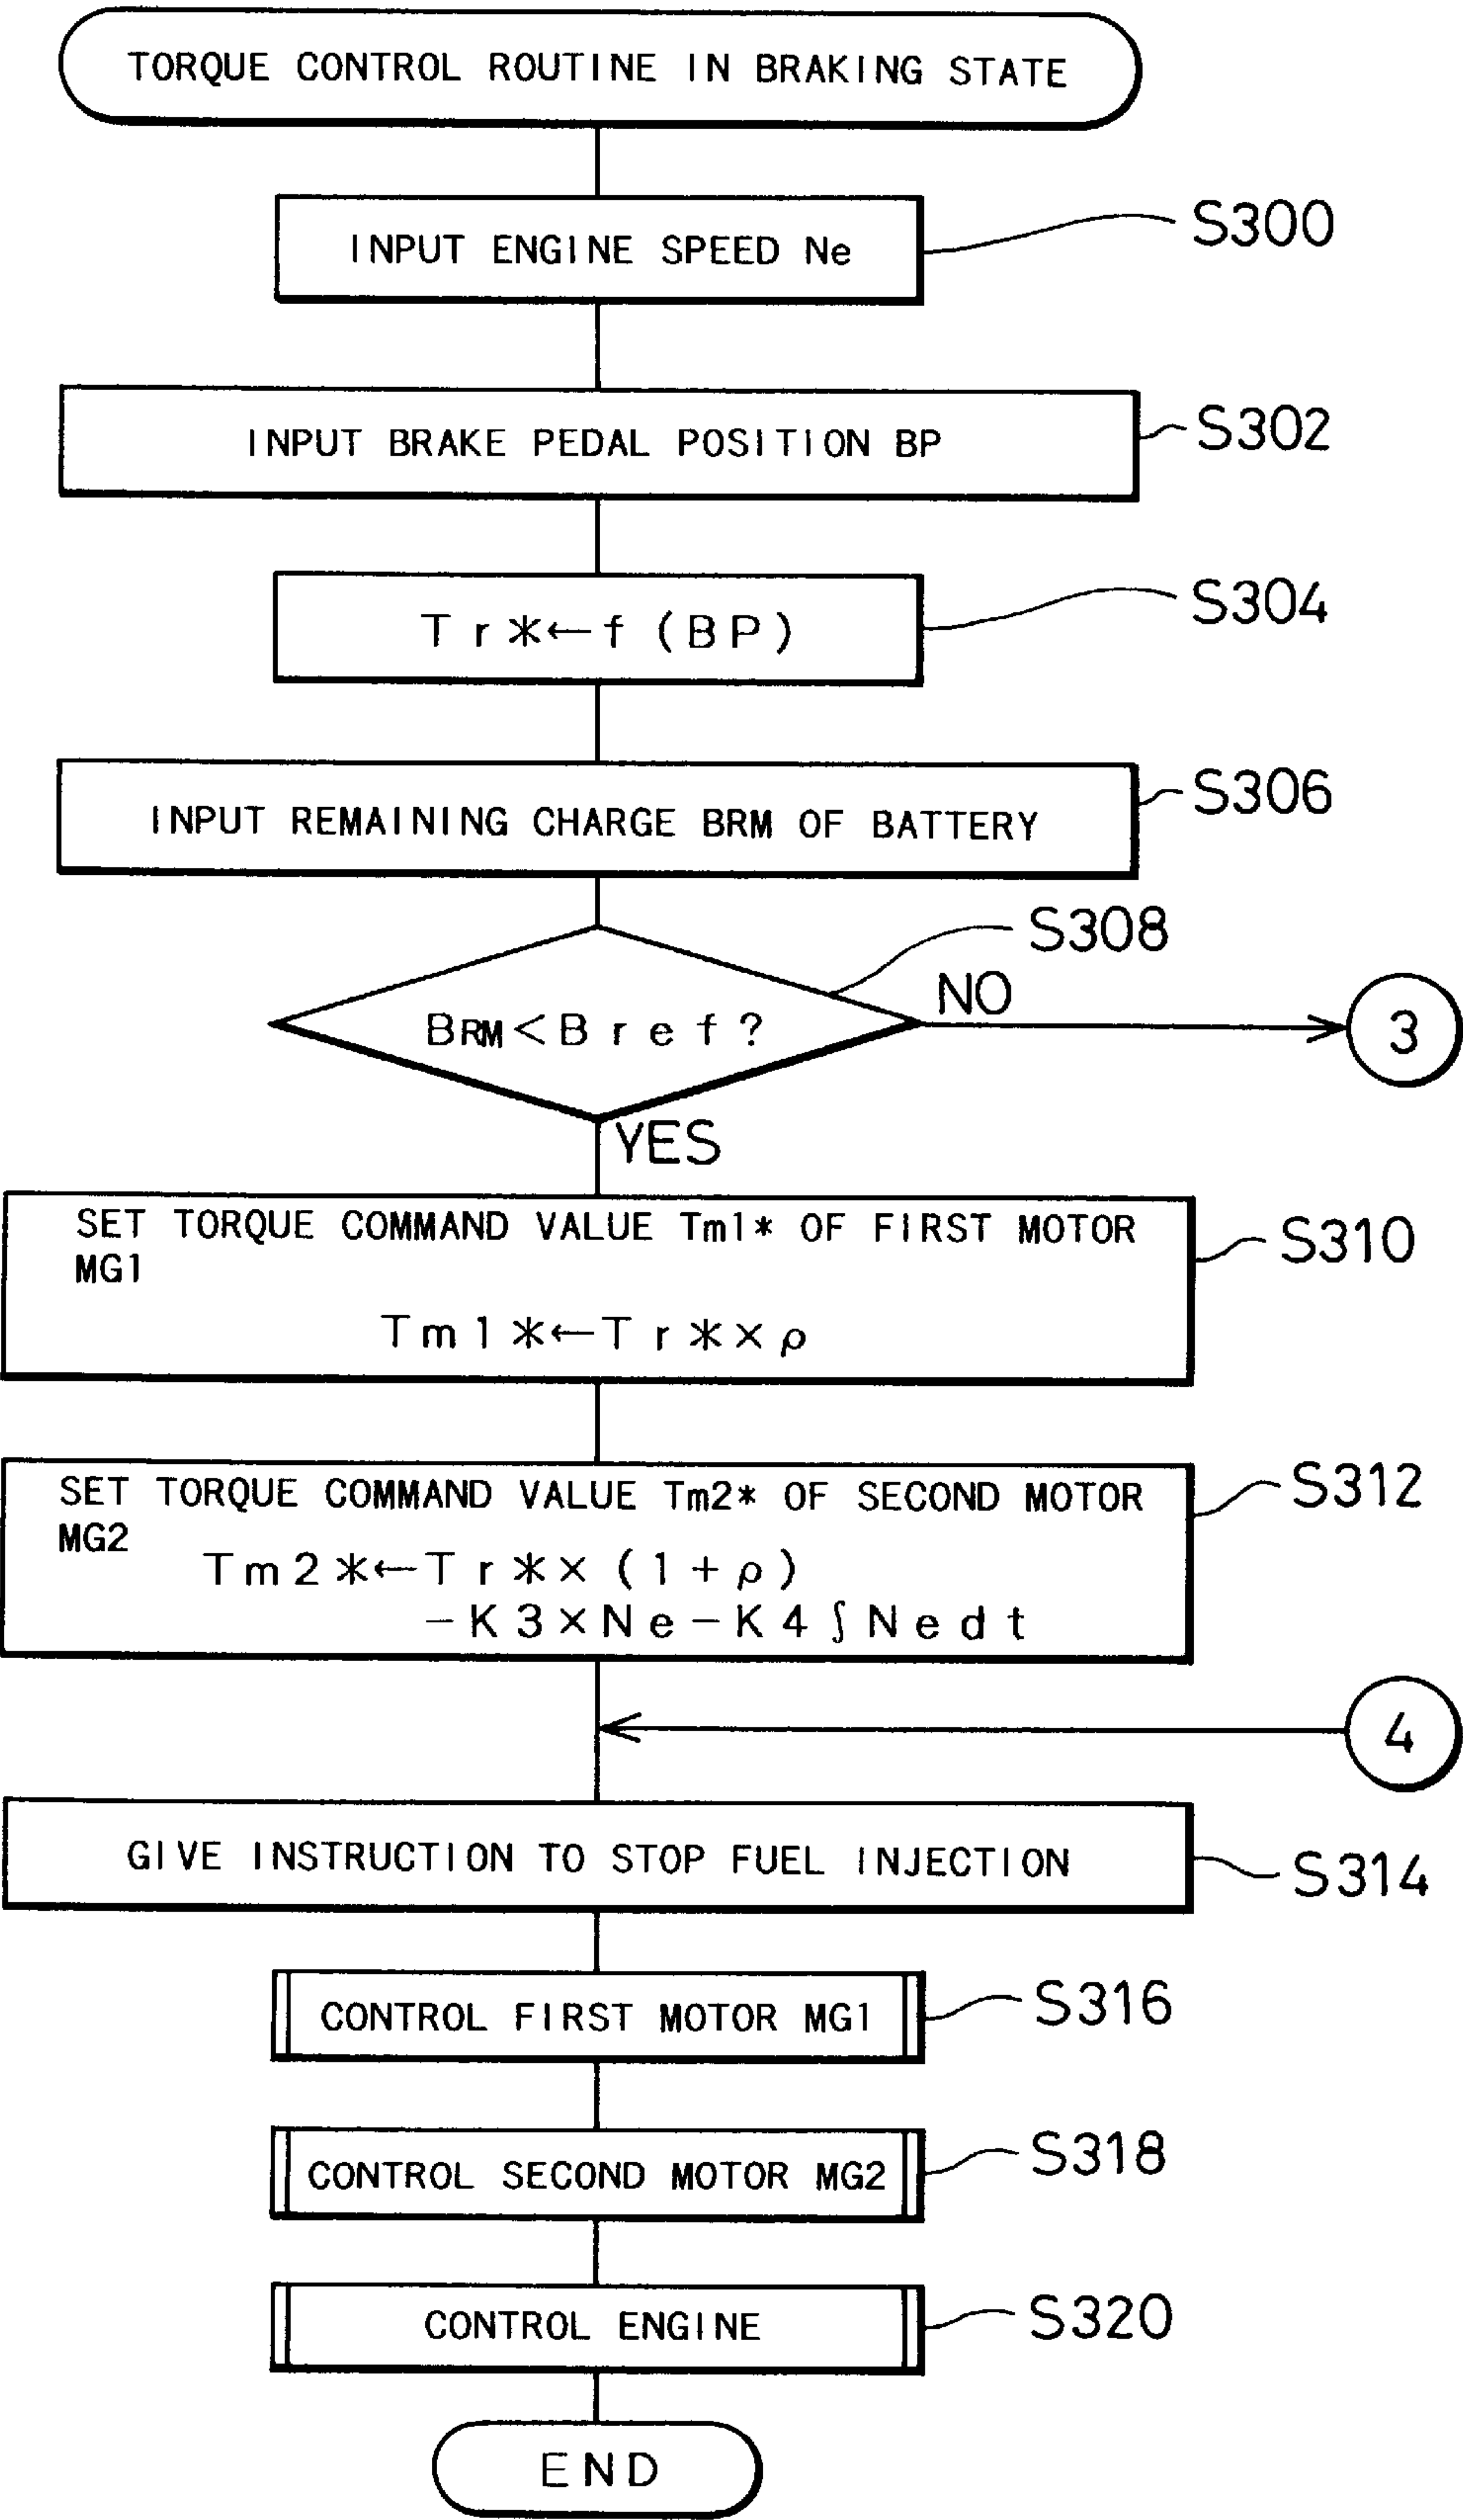 TORQUE CONTROL ROUTINE IN BRAKING STATE
INPUT ENGINE SPEED Ne
S300
INPUT BRAKE PEDAL POSITION BP
S302
Tr*←f(BP)
S304
INPUT REMAINING CHARGE BRM OF BATTERY
S306
S308
BRM<Bref?
NO
3
YES
SET TORQUE COMMAND VALUE Tm1* OF FIRST MOTOR
MG1
Tm1*←Tr*×ρ
S310
SET TORQUE COMMAND VALUE Tm2* OF SECOND MOTOR
MG2
Tm2*←Tr*×(1+ρ)
-K3×Ne-K4∫Nedt
S312
4
GIVE INSTRUCTION TO STOP FUEL INJECTION
S314
CONTROL FIRST MOTOR MG1
S316
CONTROL SECOND MOTOR MG2
S318
CONTROL ENGINE
S320
END